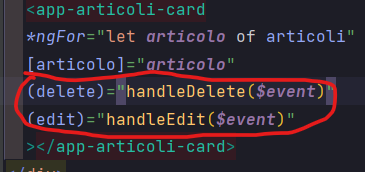 <app-articoli-card
*ngFor="let articolo of articoli"
[articolo]="articolo"
(delete)="handleDelete($event)"
(edit)="handleEdit($event)"
></app-articoli-card>
</div>